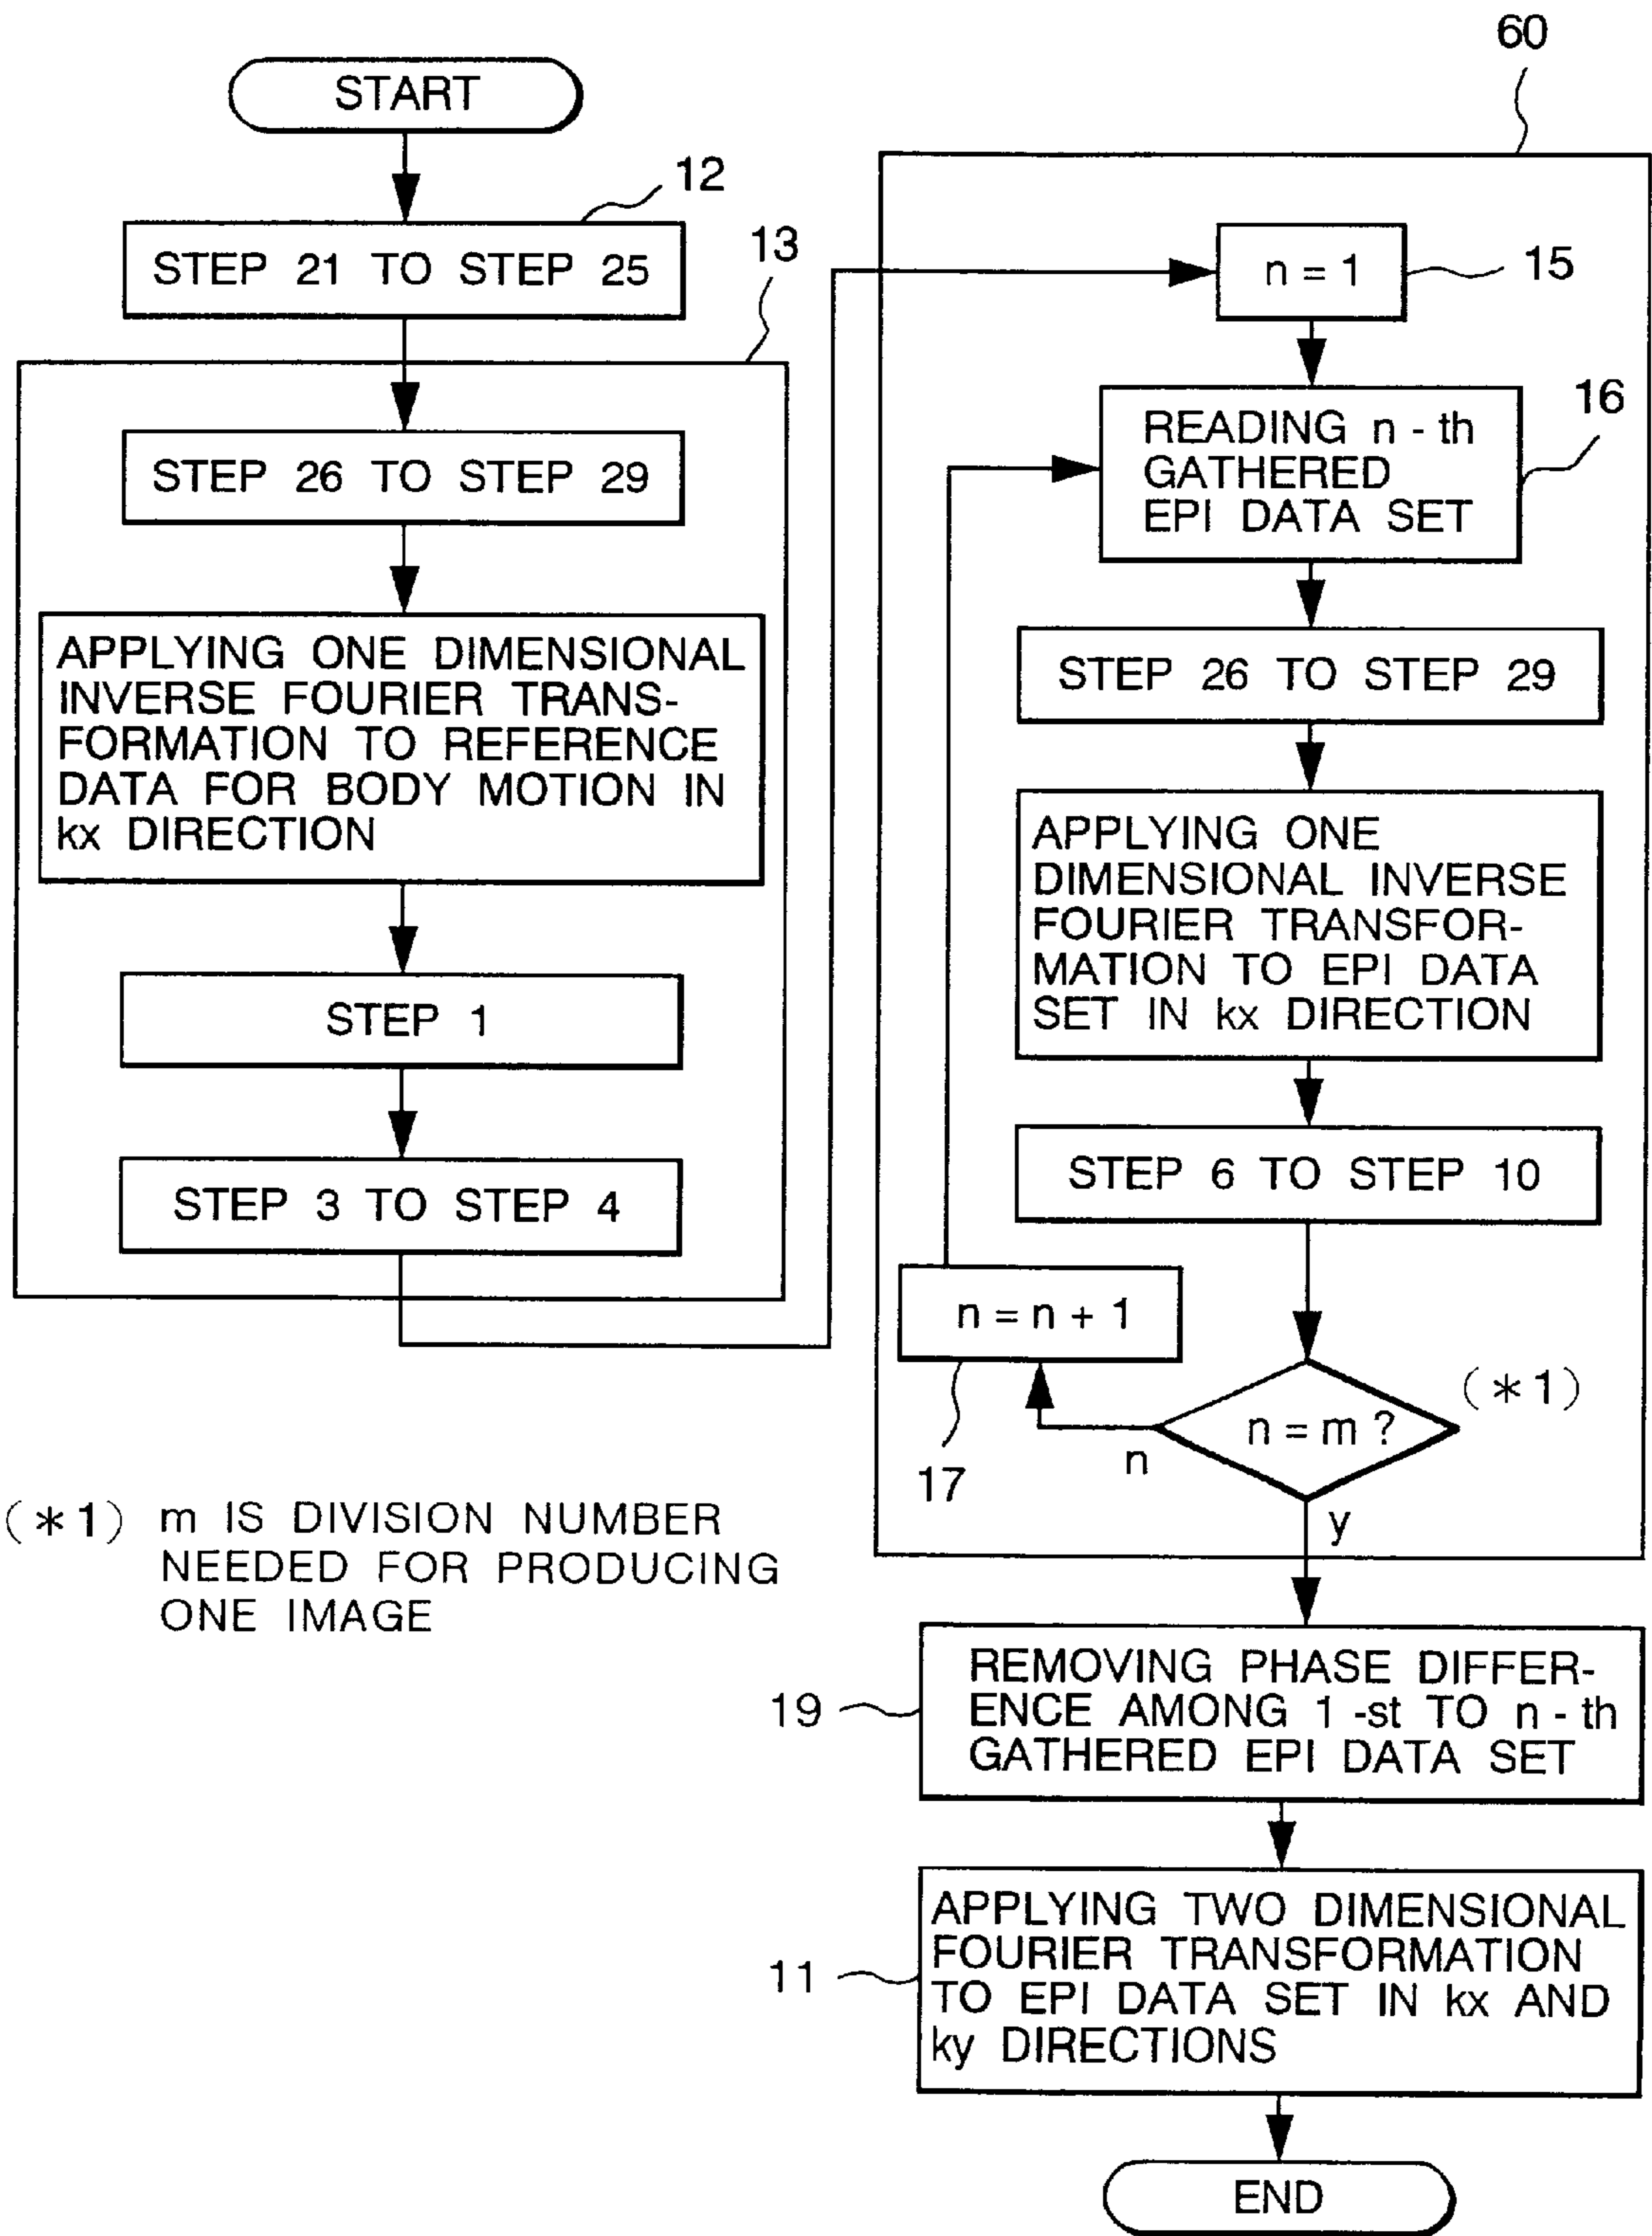 START
12
STEP 21 TO STEP 25
13
STEP 26 TO STEP 29
APPLYING ONE DIMENSIONAL
INVERSE FOURIER TRANS-
FORMATION TO REFERENCE
DATA FOR BODY MOTION IN
kx DIRECTION
STEP 1
STEP 3 TO STEP 4
(*1) m IS DIVISION NUMBER
NEEDED FOR PRODUCING
ONE IMAGE
60
n = 1
15
READING n - th
GATHERED
EPI DATA SET
16
STEP 26 TO STEP 29
APPLYING ONE
DIMENSIONAL INVERSE
FOURIER TRANSFOR-
MATION TO EPI DATA
SET IN kx DIRECTION
STEP 6 TO STEP 10
n = n + 1
17
n = m ?
(*1)
n
y
REMOVING PHASE DIFFER-
ENCE AMONG 1 -st TO n - th
GATHERED EPI DATA SET
19
APPLYING TWO DIMENSIONAL
FOURIER TRANSFORMATION
TO EPI DATA SET IN kx AND
ky DIRECTIONS
11
END